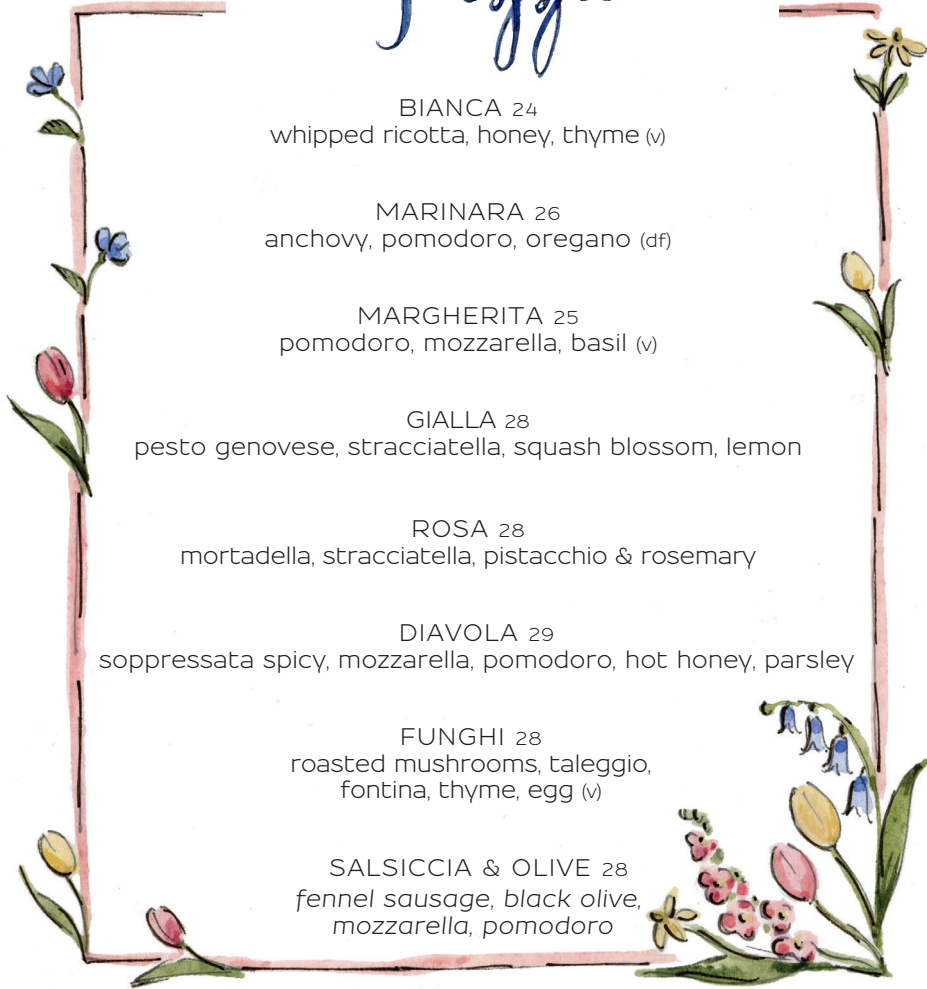 BIANCA 24
whipped ricotta, honey, thyme (v)
MARINARA 26
anchovy, pomodoro, oregano (df)
MARGHERITA 25
pomodoro, mozzarella, basil (v)
GIALLA 28
pesto genovese, stracciatella, squash blossom, lemon
ROSA 28
mortadella, stracciatella, pistacchio & rosemary
DIAVOLA 29
soppressata spicy, mozzarella, pomodoro, hot honey, parsley
FUNGHI 28
roasted mushrooms, taleggio,
fontina, thyme, egg (v)
SALSICCIA & OLIVE 28
fennel sausage, black olive,
mozzarella, pomodoro